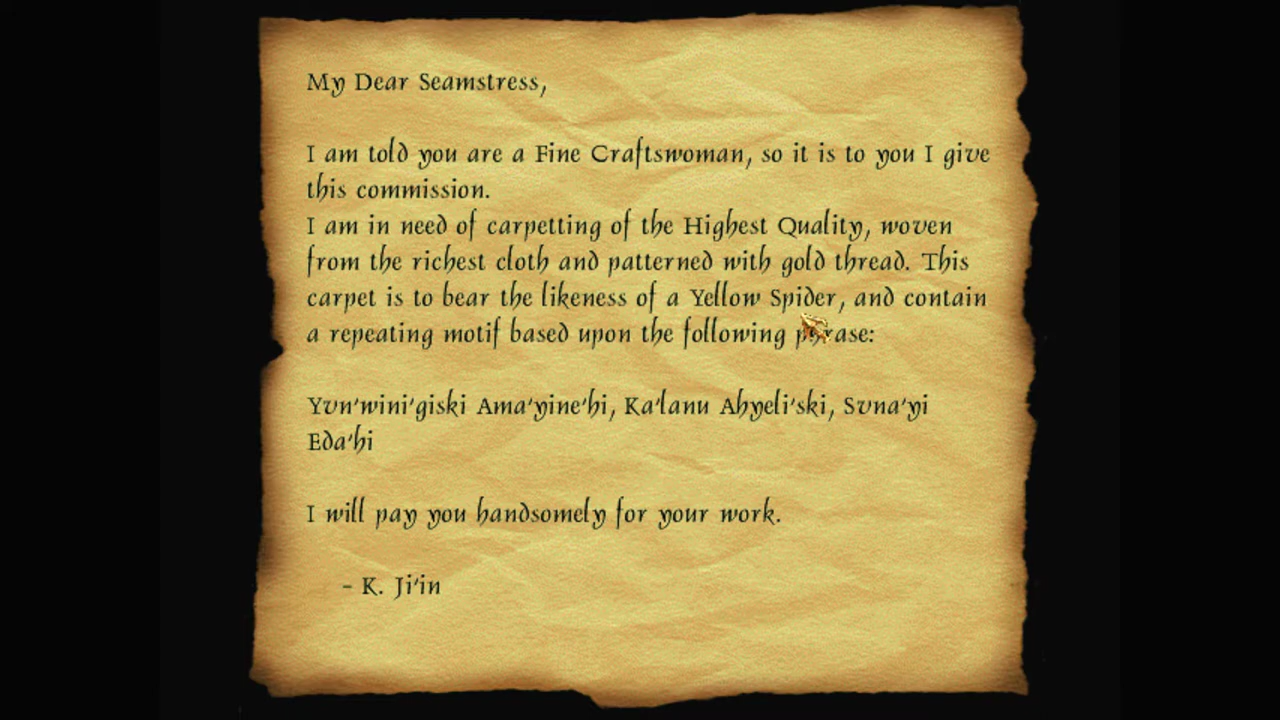 My Dear Seamstress,
I am told you are a Fine Craftswoman, so it is to you I give
this commission.
I am in need of carpetting of the Highest Quality, woven
from the richest cloth and patterned with gold thread. This
carpet is to bear the likeness of a Yellow Spider, and contain
a repeating motif based upon the following phrase:
Yvn'wini'giski Ama'yine'hi, Ka'lanu Ahyeli'ski, Svna'yi
Eda'hi
I will pay you handsomely for your work.
- K. Ji'in